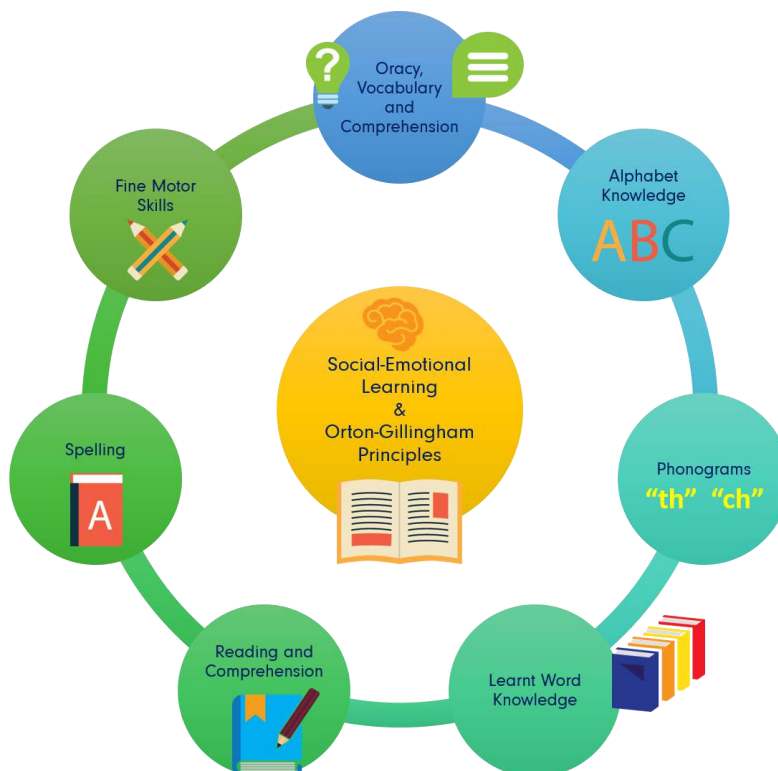 Oracy,
Vocabulary
and
Comprehension
?
Alphabet
Knowledge
ABC
Phonograms
“th” “ch”
Learnt Word
Knowledge
Reading and
Comprehension
Spelling
A
Fine Motor
Skills
Social-Emotional
Learning
&
Orton-Gillingham
Principles